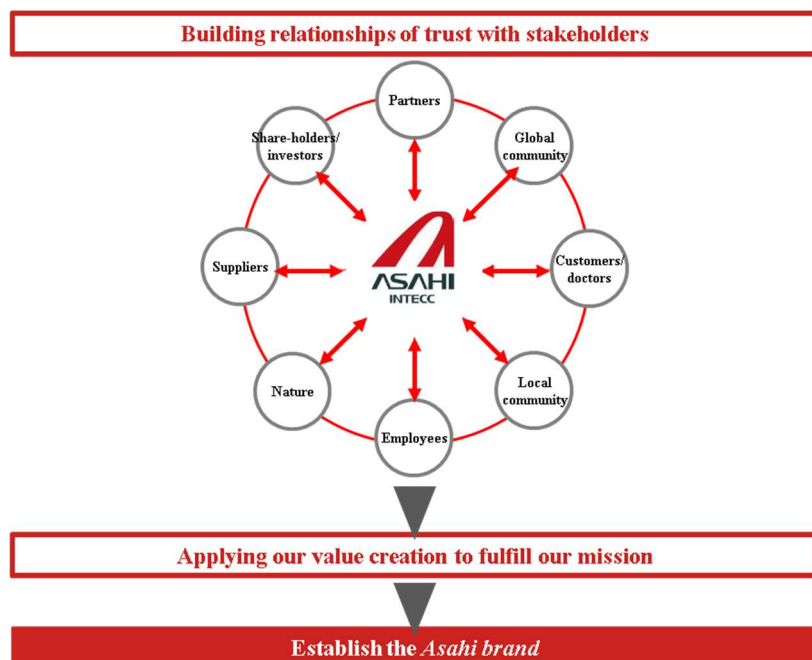 Building relationships of trust with stakeholders
Partners
Share-holders/
investors
Global
community
Suppliers
ASAHI
INTECC
Customers/
doctors
Nature
Local
community
Employees
Applying our value creation to fulfill our mission
Establish the Asahi brand